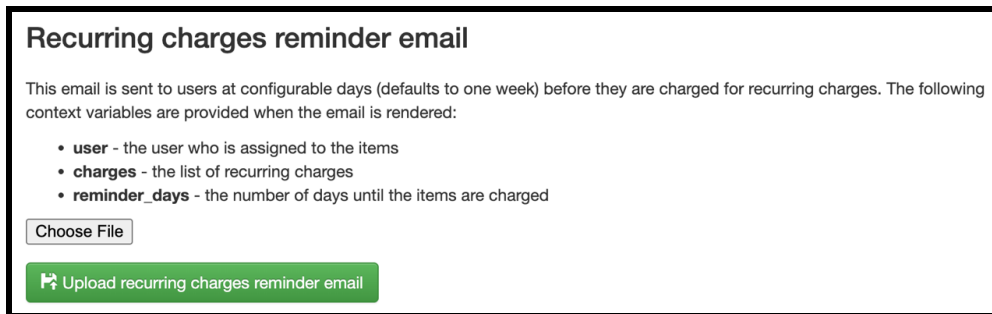 Recurring charges reminder email
This email is sent to users at configurable days (defaults to one week) before they are charged for recurring charges. The following
context variables are provided when the email is rendered:
• user - the user who is assigned to the items
• charges - the list of recurring charges
• reminder_days - the number of days until the items are charged
Choose File
Upload recurring charges reminder email